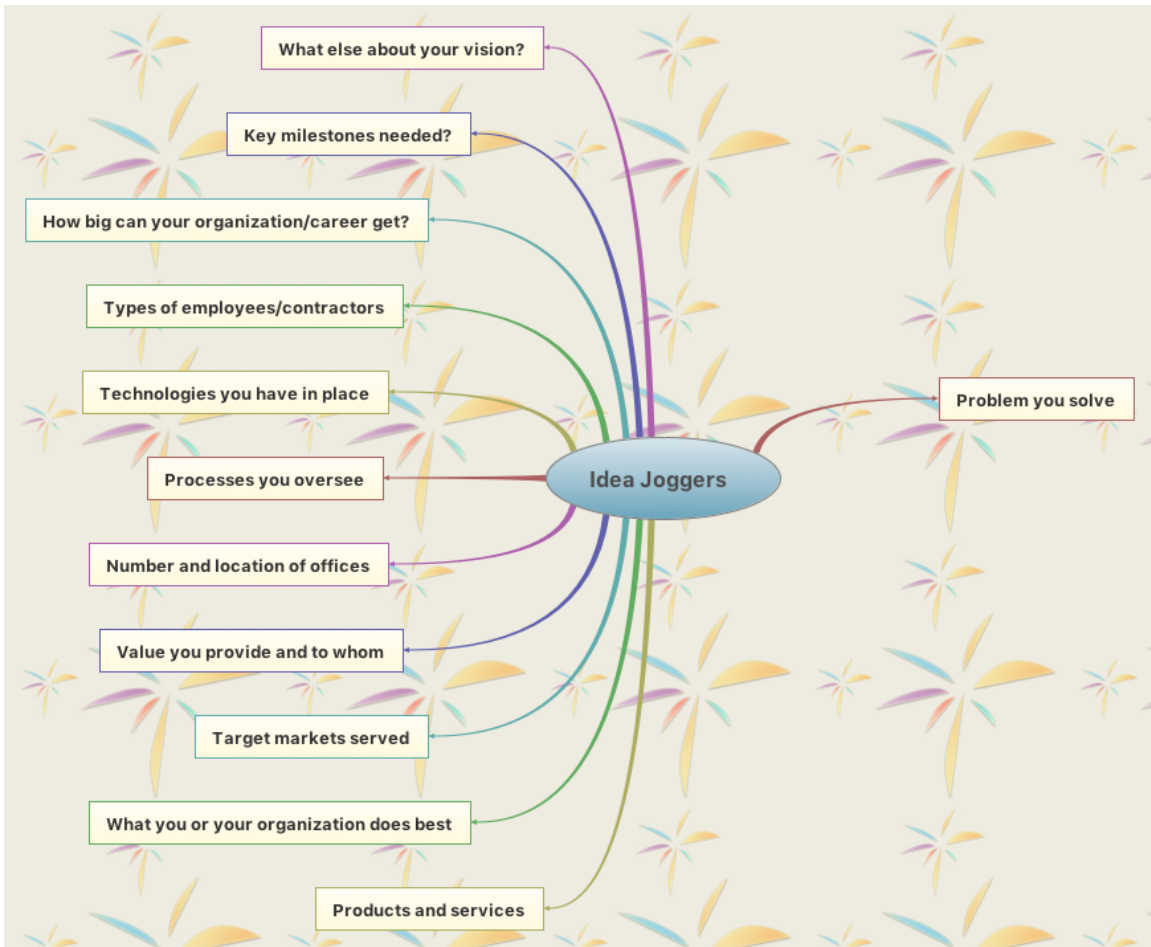 What else about your vision?
Key milestones needed?
How big can your organization/career get?
Types of employees/contractors
Technologies you have in place
Problem you solve
Processes you oversee
Idea Joggers
Number and location of offices
Value you provide and to whom
Target markets served
What you or your organization does best
Products and services